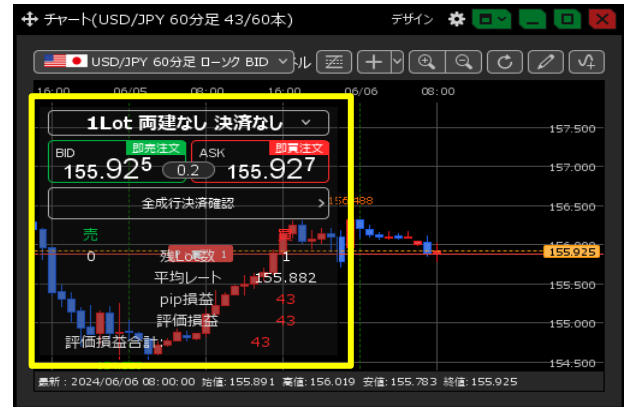 チャート(USD/JPY 60分足 43/60本) デザイン
USD/JPY 60分足 ローソク BID
16:00 06/05 08:00 16:00 06/06 08:00
1Lot 両建なし 決済なし
BID 即売注文 ASK 即買注文
155.925 0.2 155.927
全成行決済確認
156.488
売 買
0 残Lot数 1
平均レート 155.882
pip損益 43
評価損益 43
評価損益合計: 43
157.500
157.000
156.500
155.925
155.500
155.000
154.500
最新:2024/06/06 08:00:00 始値:155.891 高値:156.019 安値:155.783 終値:155.925